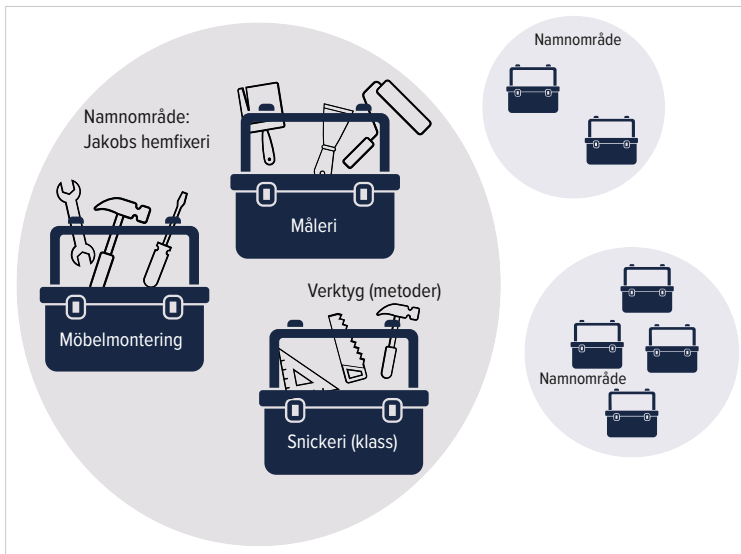 Namnområde:
Jakobs hemfixeri
Måleri
Möbelmontering
Verktyg (metoder)
Snickeri (klass)
Namnområde
Namnområde